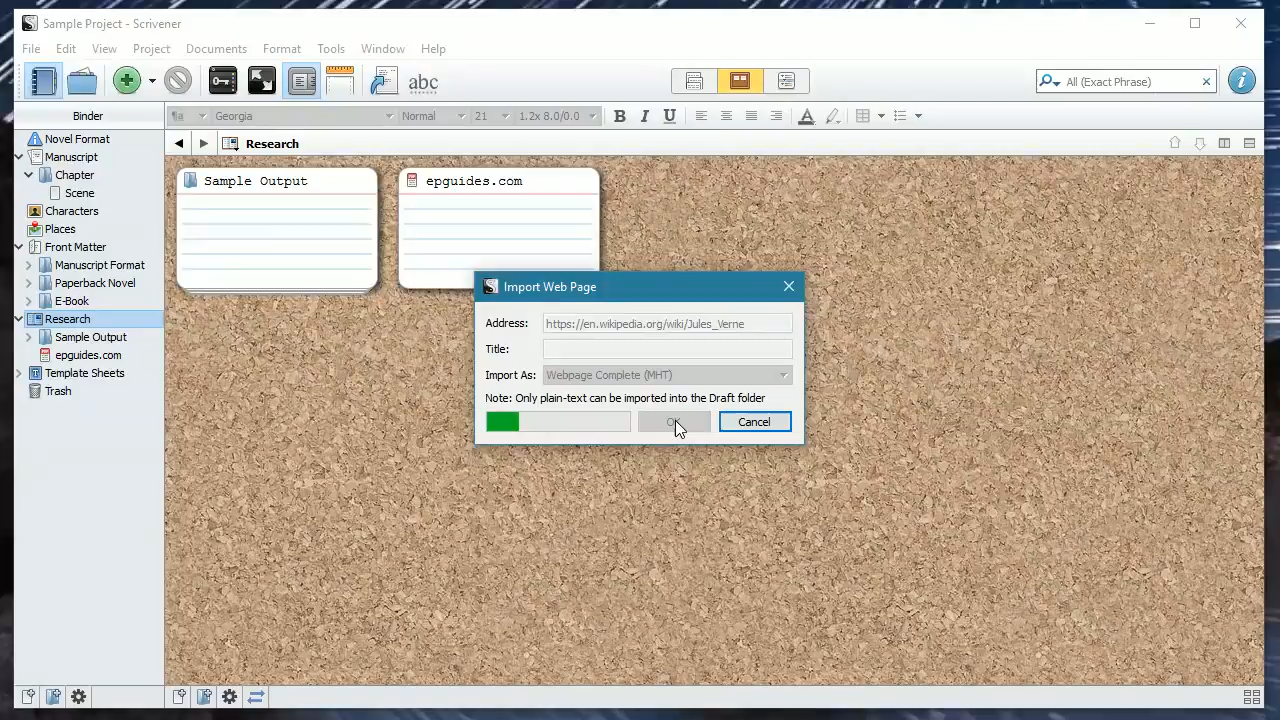 Sample Project - Scrivener
File Edit View Project Documents Format Tools Window Help
abc
All (Exact Phrase)
Binder
¶a Georgia Normal 21 1.2x 8.0/0.0 B I U A
Research
Novel Format
Manuscript
Chapter
Scene
Characters
Places
Front Matter
Manuscript Format
Paperback Novel
E-Book
Research
Sample Output
epguides.com
Template Sheets
Trash
Sample Output
epguides.com
Import Web Page
Address: https://en.wikipedia.org/wiki/Jules_Verne
Title:
Import As: Webpage Complete (MHT)
Note: Only plain-text can be imported into the Draft folder
Cancel